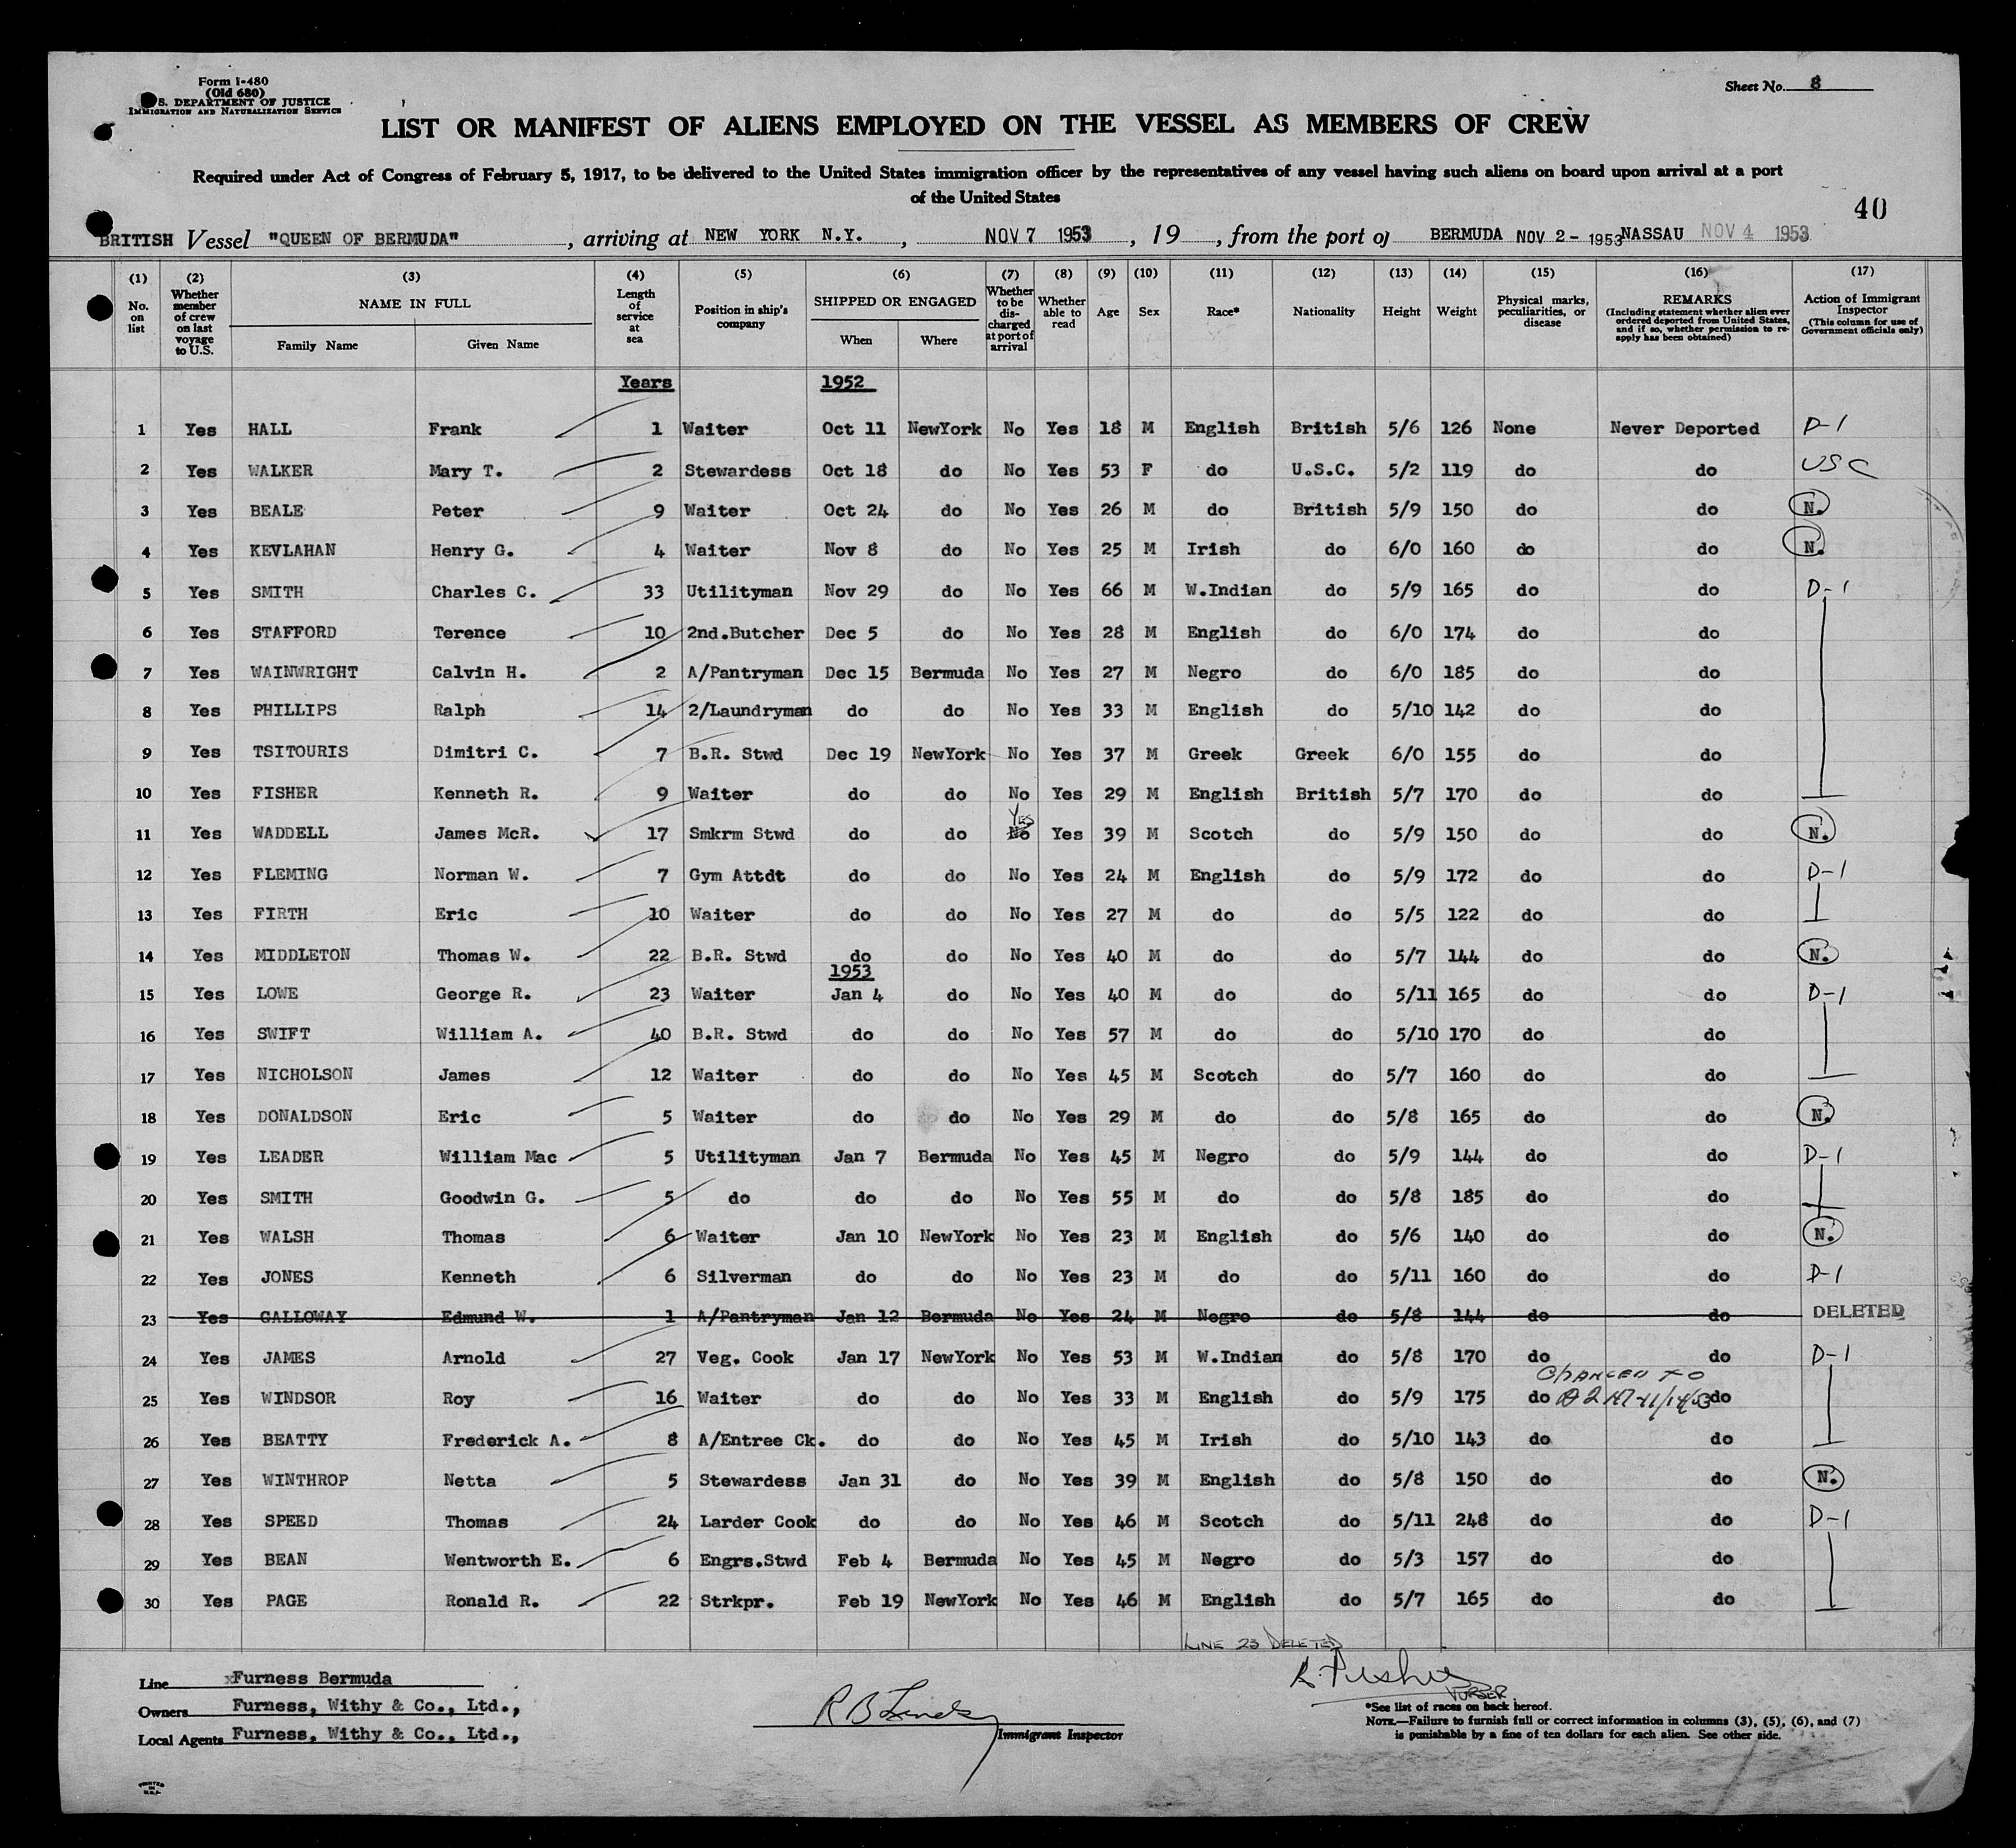 Form I-480
(Old 680)
S. DEPARTMENT OF JUSTICE
IMMIGRATION AND NATURALIZATION SERVICE
Sheet No. 8
LIST OR MANIFEST OF ALIENS EMPLOYED ON THE VESSEL AS MEMBERS OF CREW
Required under Act of Congress of February 5, 1917, to be delivered to the United States immigration officer by the representatives of any vessel having such aliens on board upon arrival at a port
of the United States
40
BRITISH Vessel "QUEEN OF BERMUDA", arriving at NEW YORK N.Y., NOV 7 1953, 19, from the port of BERMUDA NOV 2 - 1953 NASSAU NOV 4 1953
(1) (2) (3) (4) (5) (6) (7) (8) (9) (10) (11) (12) (13) (14) (15) (16) (17)
No. on list
Whether member of crew on last voyage to U.S.
NAME IN FULL
Family Name Given Name
Length of service at sea
Position in ship's company
SHIPPED OR ENGAGED
When Where
Whether to be discharged at port of arrival
Whether able to read
Age
Sex
Race*
Nationality
Height
Weight
Physical marks, peculiarities, or disease
REMARKS
(Including statement whether alien ever ordered deported from United States, and if so, whether permission to re-apply has been obtained)
Action of Immigrant Inspector
(This column for use of Government officials only)
Years 1952
1 Yes HALL Frank 1 Waiter Oct 11 NewYork No Yes 18 M English British 5/6 126 None Never Deported D-1
2 Yes WALKER Mary T. 2 Stewardess Oct 18 do No Yes 53 F do U.S.C. 5/2 119 do do USC
3 Yes BEALE Peter 9 Waiter Oct 24 do No Yes 26 M do British 5/9 150 do do N.
4 Yes KEVLAHAN Henry G. 4 Waiter Nov 8 do No Yes 25 M Irish do 6/0 160 do do N.
5 Yes SMITH Charles C. 33 Utilityman Nov 29 do No Yes 66 M W.Indian do 5/9 165 do do D-1
6 Yes STAFFORD Terence 10 2nd.Butcher Dec 5 do No Yes 28 M English do 6/0 174 do do
7 Yes WAINWRIGHT Calvin H. 2 A/Pantryman Dec 15 Bermuda No Yes 27 M Negro do 6/0 185 do do
8 Yes PHILLIPS Ralph 14 2/Laundryman do do No Yes 33 M English do 5/10 142 do do
9 Yes TSITOURIS Dimitri C. 7 B.R. Stwd Dec 19 NewYork No Yes 37 M Greek Greek 6/0 155 do do
10 Yes FISHER Kenneth R. 9 Waiter do do No Yes 29 M English British 5/7 170 do do
Yes
11 Yes WADDELL James McR. 17 Smkrm Stwd do do No Yes 39 M Scotch do 5/9 150 do do N.
12 Yes FLEMING Norman W. 7 Gym Attdt do do No Yes 24 M English do 5/9 172 do do D-1
13 Yes FIRTH Eric 10 Waiter do do No Yes 27 M do do 5/5 122 do do
14 Yes MIDDLETON Thomas W. 22 B.R. Stwd do do No Yes 40 M do do 5/7 144 do do N.
1953
15 Yes LOWE George R. 23 Waiter Jan 4 do No Yes 40 M do do 5/11 165 do do D-1
16 Yes SWIFT William A. 40 B.R. Stwd do do No Yes 57 M do do 5/10 170 do do
17 Yes NICHOLSON James 12 Waiter do do No Yes 45 M Scotch do 5/7 160 do do
18 Yes DONALDSON Eric 5 Waiter do do No Yes 29 M do do 5/8 165 do do N.
19 Yes LEADER William Mac 5 Utilityman Jan 7 Bermuda No Yes 45 M Negro do 5/9 144 do do D-1
20 Yes SMITH Goodwin G. 5 do do do No Yes 55 M do do 5/8 185 do do
21 Yes WALSH Thomas 6 Waiter Jan 10 NewYork No Yes 23 M English do 5/6 140 do do N.
22 Yes JONES Kenneth 6 Silverman do do No Yes 23 M do do 5/11 160 do do D-1
23 Yes GALLOWAY Edmund W. 1 A/Pantryman Jan 12 Bermuda No Yes 24 M Negro do 5/8 144 do do DELETED
24 Yes JAMES Arnold 27 Veg. Cook Jan 17 NewYork No Yes 53 M W.Indian do 5/8 170 do do D-1
CHANGED TO
25 Yes WINDSOR Roy 16 Waiter do do No Yes 33 M English do 5/9 175 do do
26 Yes BEATTY Frederick A. 8 A/Entree Ck. do do No Yes 45 M Irish do 5/10 143 do do
27 Yes WINTHROP Netta 5 Stewardess Jan 31 do No Yes 39 M English do 5/8 150 do do N.
28 Yes SPEED Thomas 24 Larder Cook do do No Yes 46 M Scotch do 5/11 248 do do D-1
29 Yes BEAN Wentworth E. 6 Engrs.Stwd Feb 4 Bermuda No Yes 45 M Negro do 5/3 157 do do
30 Yes PAGE Ronald R. 22 Strkpr. Feb 19 NewYork No Yes 46 M English do 5/7 165 do do
LINE 23 DELETED
Line Furness Bermuda
Owners Furness, Withy & Co., Ltd.,
Local Agents Furness, Withy & Co., Ltd.,
Immigrant Inspector
PURSER
*See list of races on back hereof.
NOTE.—Failure to furnish full or correct information in columns (3), (5), (6), and (7)
is punishable by a fine of ten dollars for each alien. See other side.
PRINTED
IN
U.S.A.